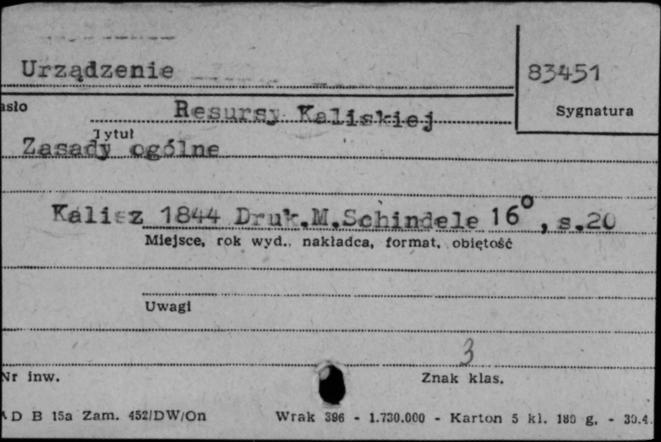 Urządzenie
83451
asło
Resursy Kaliskiej
Sygnatura
Tytuł
Zasady ogólne
Kalisz 1844 Druk.M.Schindele 16°, s.20
Miejsce, rok wyd., nakładca, format, objętość
Uwagi
3
Nr inw.
Znak klas.
AD B 15a Zam. 452/DW/On Wrak 396 - 1.730.000 - Karton 5 kl. 180 g. - 30.4.